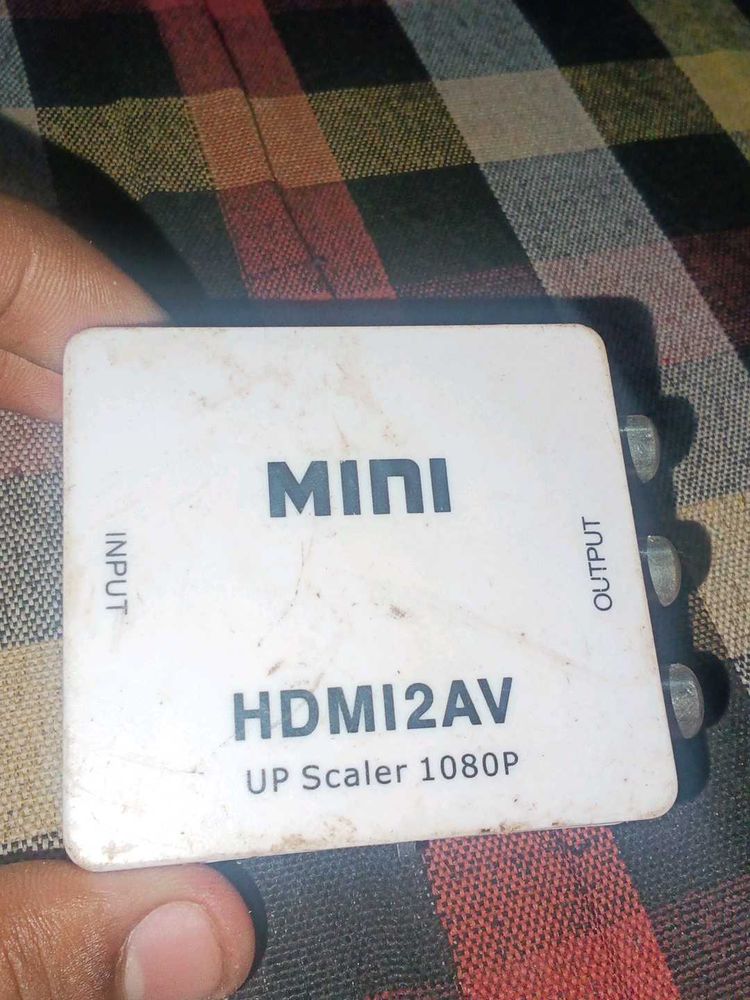 MINI
INPUT
OUTPUT
HDMI2AV
UP Scaler 1080P